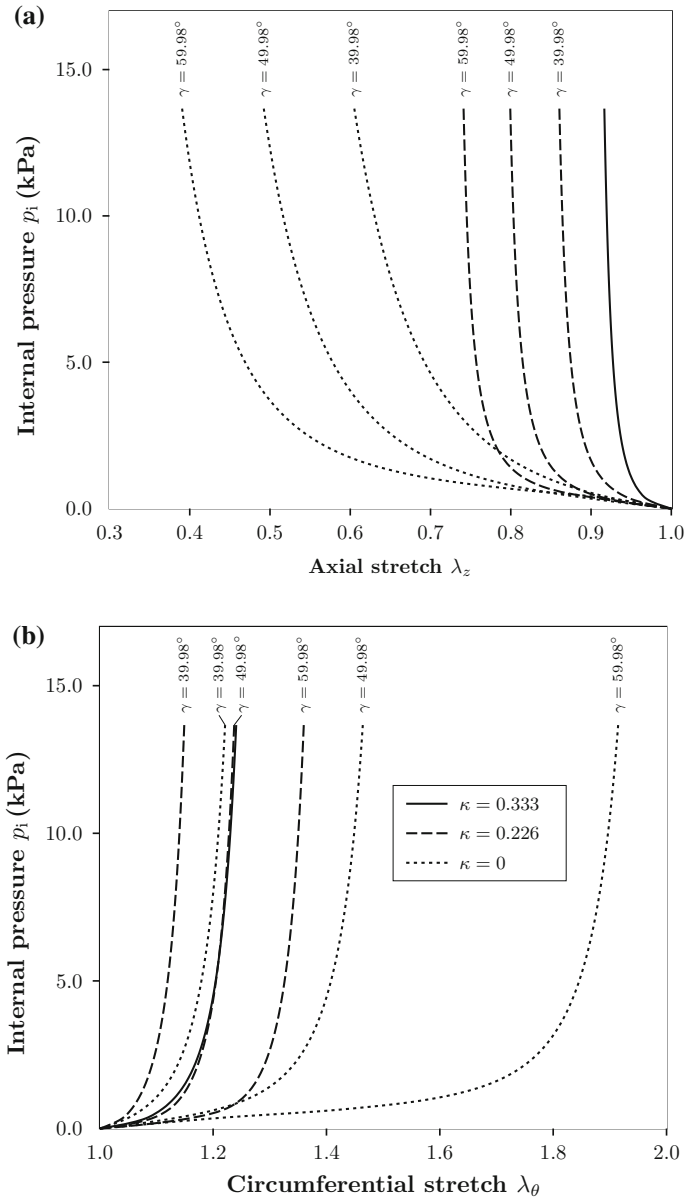 (a)
15.0
10.0
5.0
0.0
Internal pressure pᵢ (kPa)
γ = 59.98°
γ = 49.98°
γ = 39.98°
γ = 59.98°
γ = 49.98°
γ = 39.98°
0.3 0.4 0.5 0.6 0.7 0.8 0.9 1.0
Axial stretch λ_z
(b)
15.0
10.0
5.0
0.0
Internal pressure pᵢ (kPa)
γ = 39.98°
γ = 39.98°
γ = 49.98°
γ = 59.98°
γ = 49.98°
γ = 59.98°
κ = 0.333
κ = 0.226
κ = 0
1.0 1.2 1.4 1.6 1.8 2.0
Circumferential stretch λ_θ